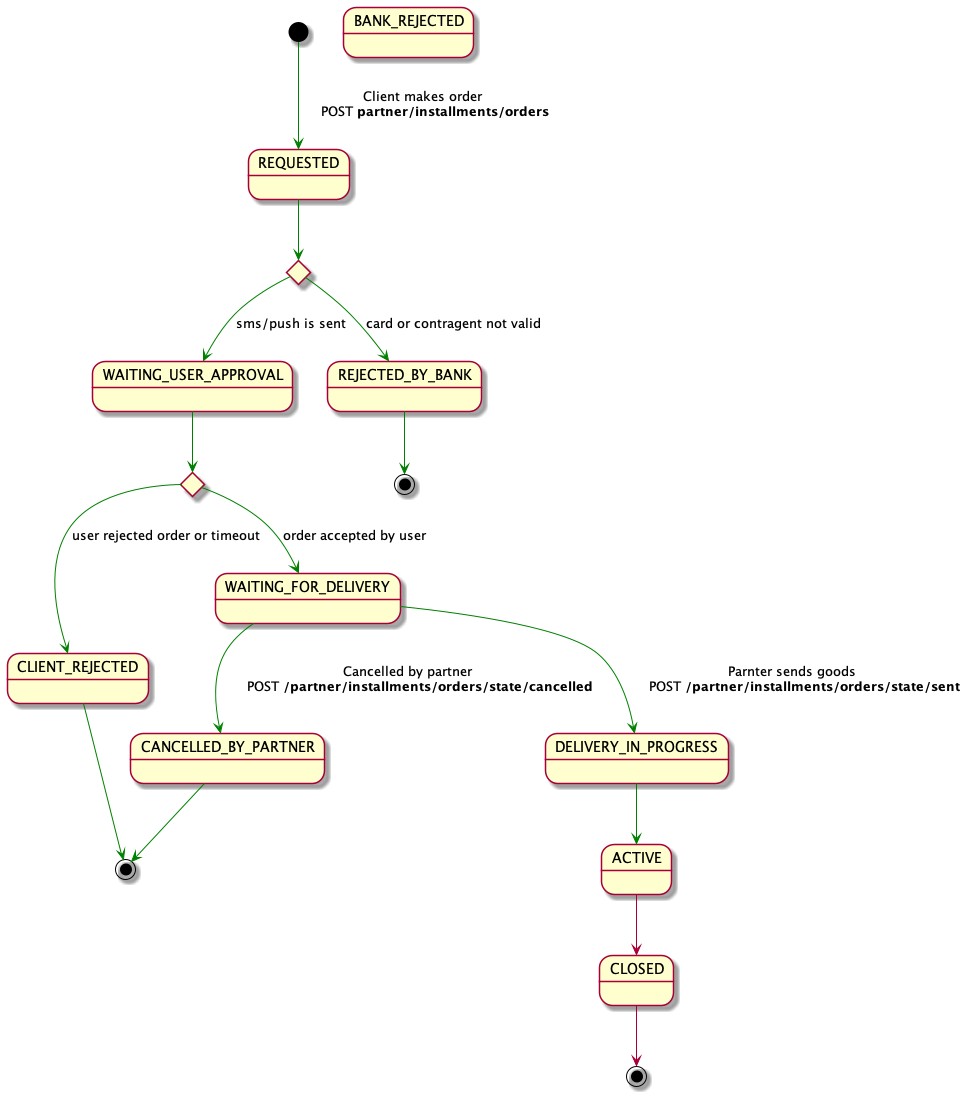 BANK_REJECTED
Client makes order
POST partner/installments/orders
REQUESTED
sms/push is sent
card or contragent not valid
WAITING_USER_APPROVAL
REJECTED_BY_BANK
user rejected order or timeout
order accepted by user
WAITING_FOR_DELIVERY
CLIENT_REJECTED
Cancelled by partner
POST /partner/installments/orders/state/cancelled
Parnter sends goods
POST /partner/installments/orders/state/sent
CANCELLED_BY_PARTNER
DELIVERY_IN_PROGRESS
ACTIVE
CLOSED